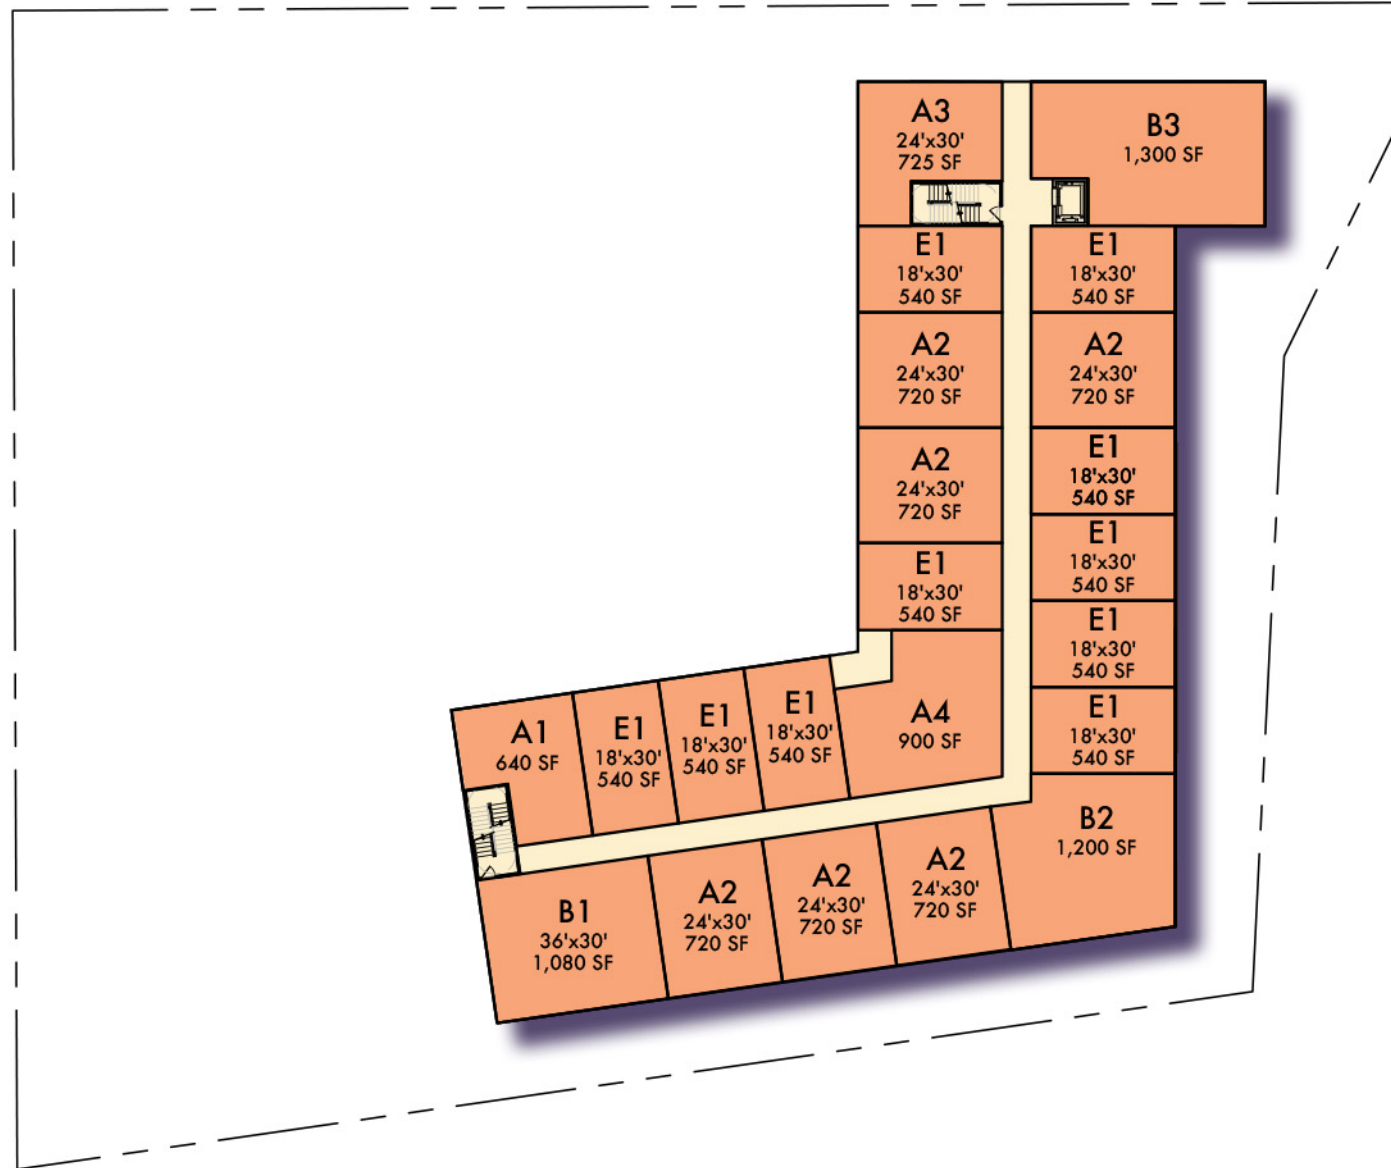 A3
24'x30'
725 SF
B3
1,300 SF
E1
18'x30'
540 SF
E1
18'x30'
540 SF
A2
24'x30'
720 SF
A2
24'x30'
720 SF
A2
24'x30'
720 SF
E1
18'x30'
540 SF
E1
18'x30'
540 SF
E1
18'x30'
540 SF
E1
18'x30'
540 SF
E1
18'x30'
540 SF
A1
640 SF
E1
18'x30'
540 SF
E1
18'x30'
540 SF
E1
18'x30'
540 SF
A4
900 SF
B2
1,200 SF
B1
36'x30'
1,080 SF
A2
24'x30'
720 SF
A2
24'x30'
720 SF
A2
24'x30'
720 SF